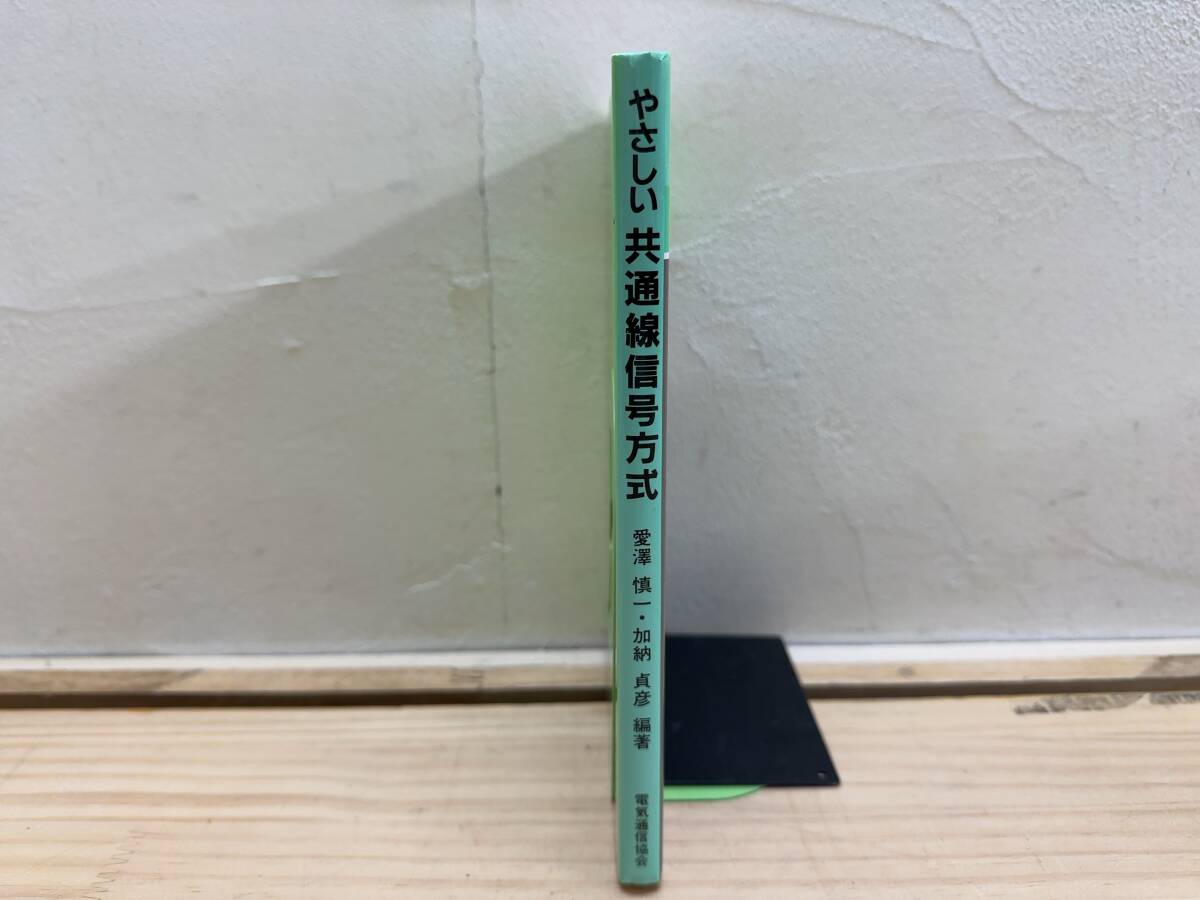 やさしい 共通線信号方式
愛澤 慎一・加納 貞彦 編著
電気通信協会